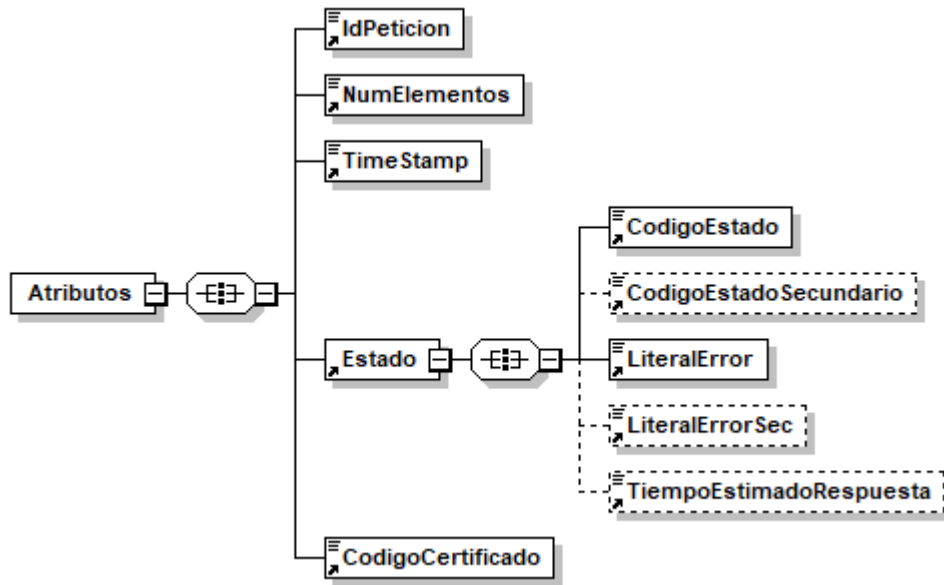 IdPeticion
NumElementos
TimeStamp
CodigoEstado
CodigoEstadoSecundario
Atributos
Estado
LiteralError
LiteralErrorSec
TiempoEstimadoRespuesta
CodigoCertificado